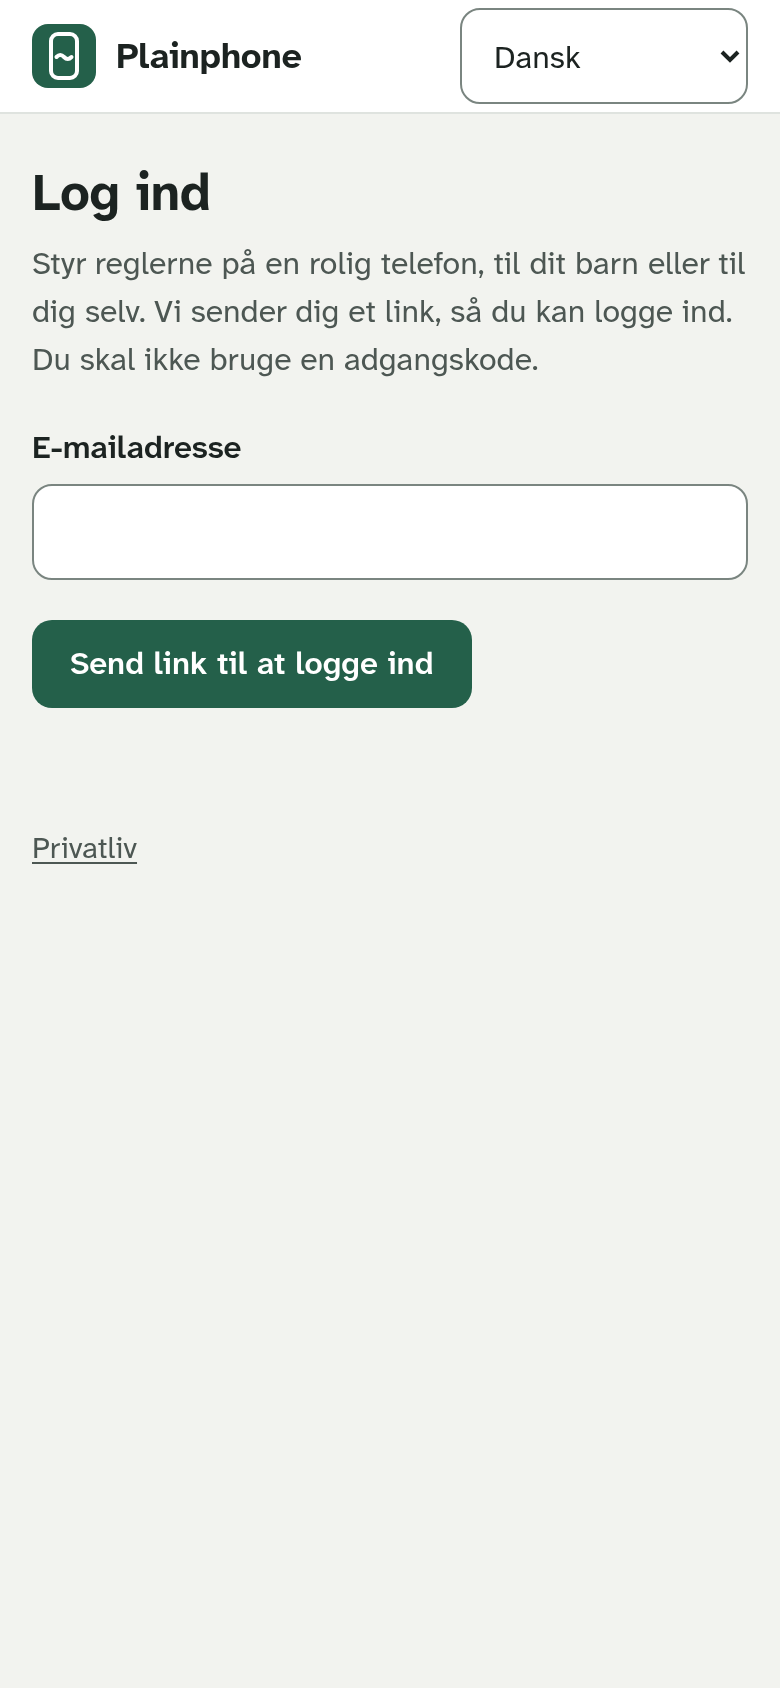 Plainphone
Dansk
Log ind
Styr reglerne på en rolig telefon, til dit barn eller til
dig selv. Vi sender dig et link, så du kan logge ind.
Du skal ikke bruge en adgangskode.
E-mailadresse
Send link til at logge ind
Privatliv